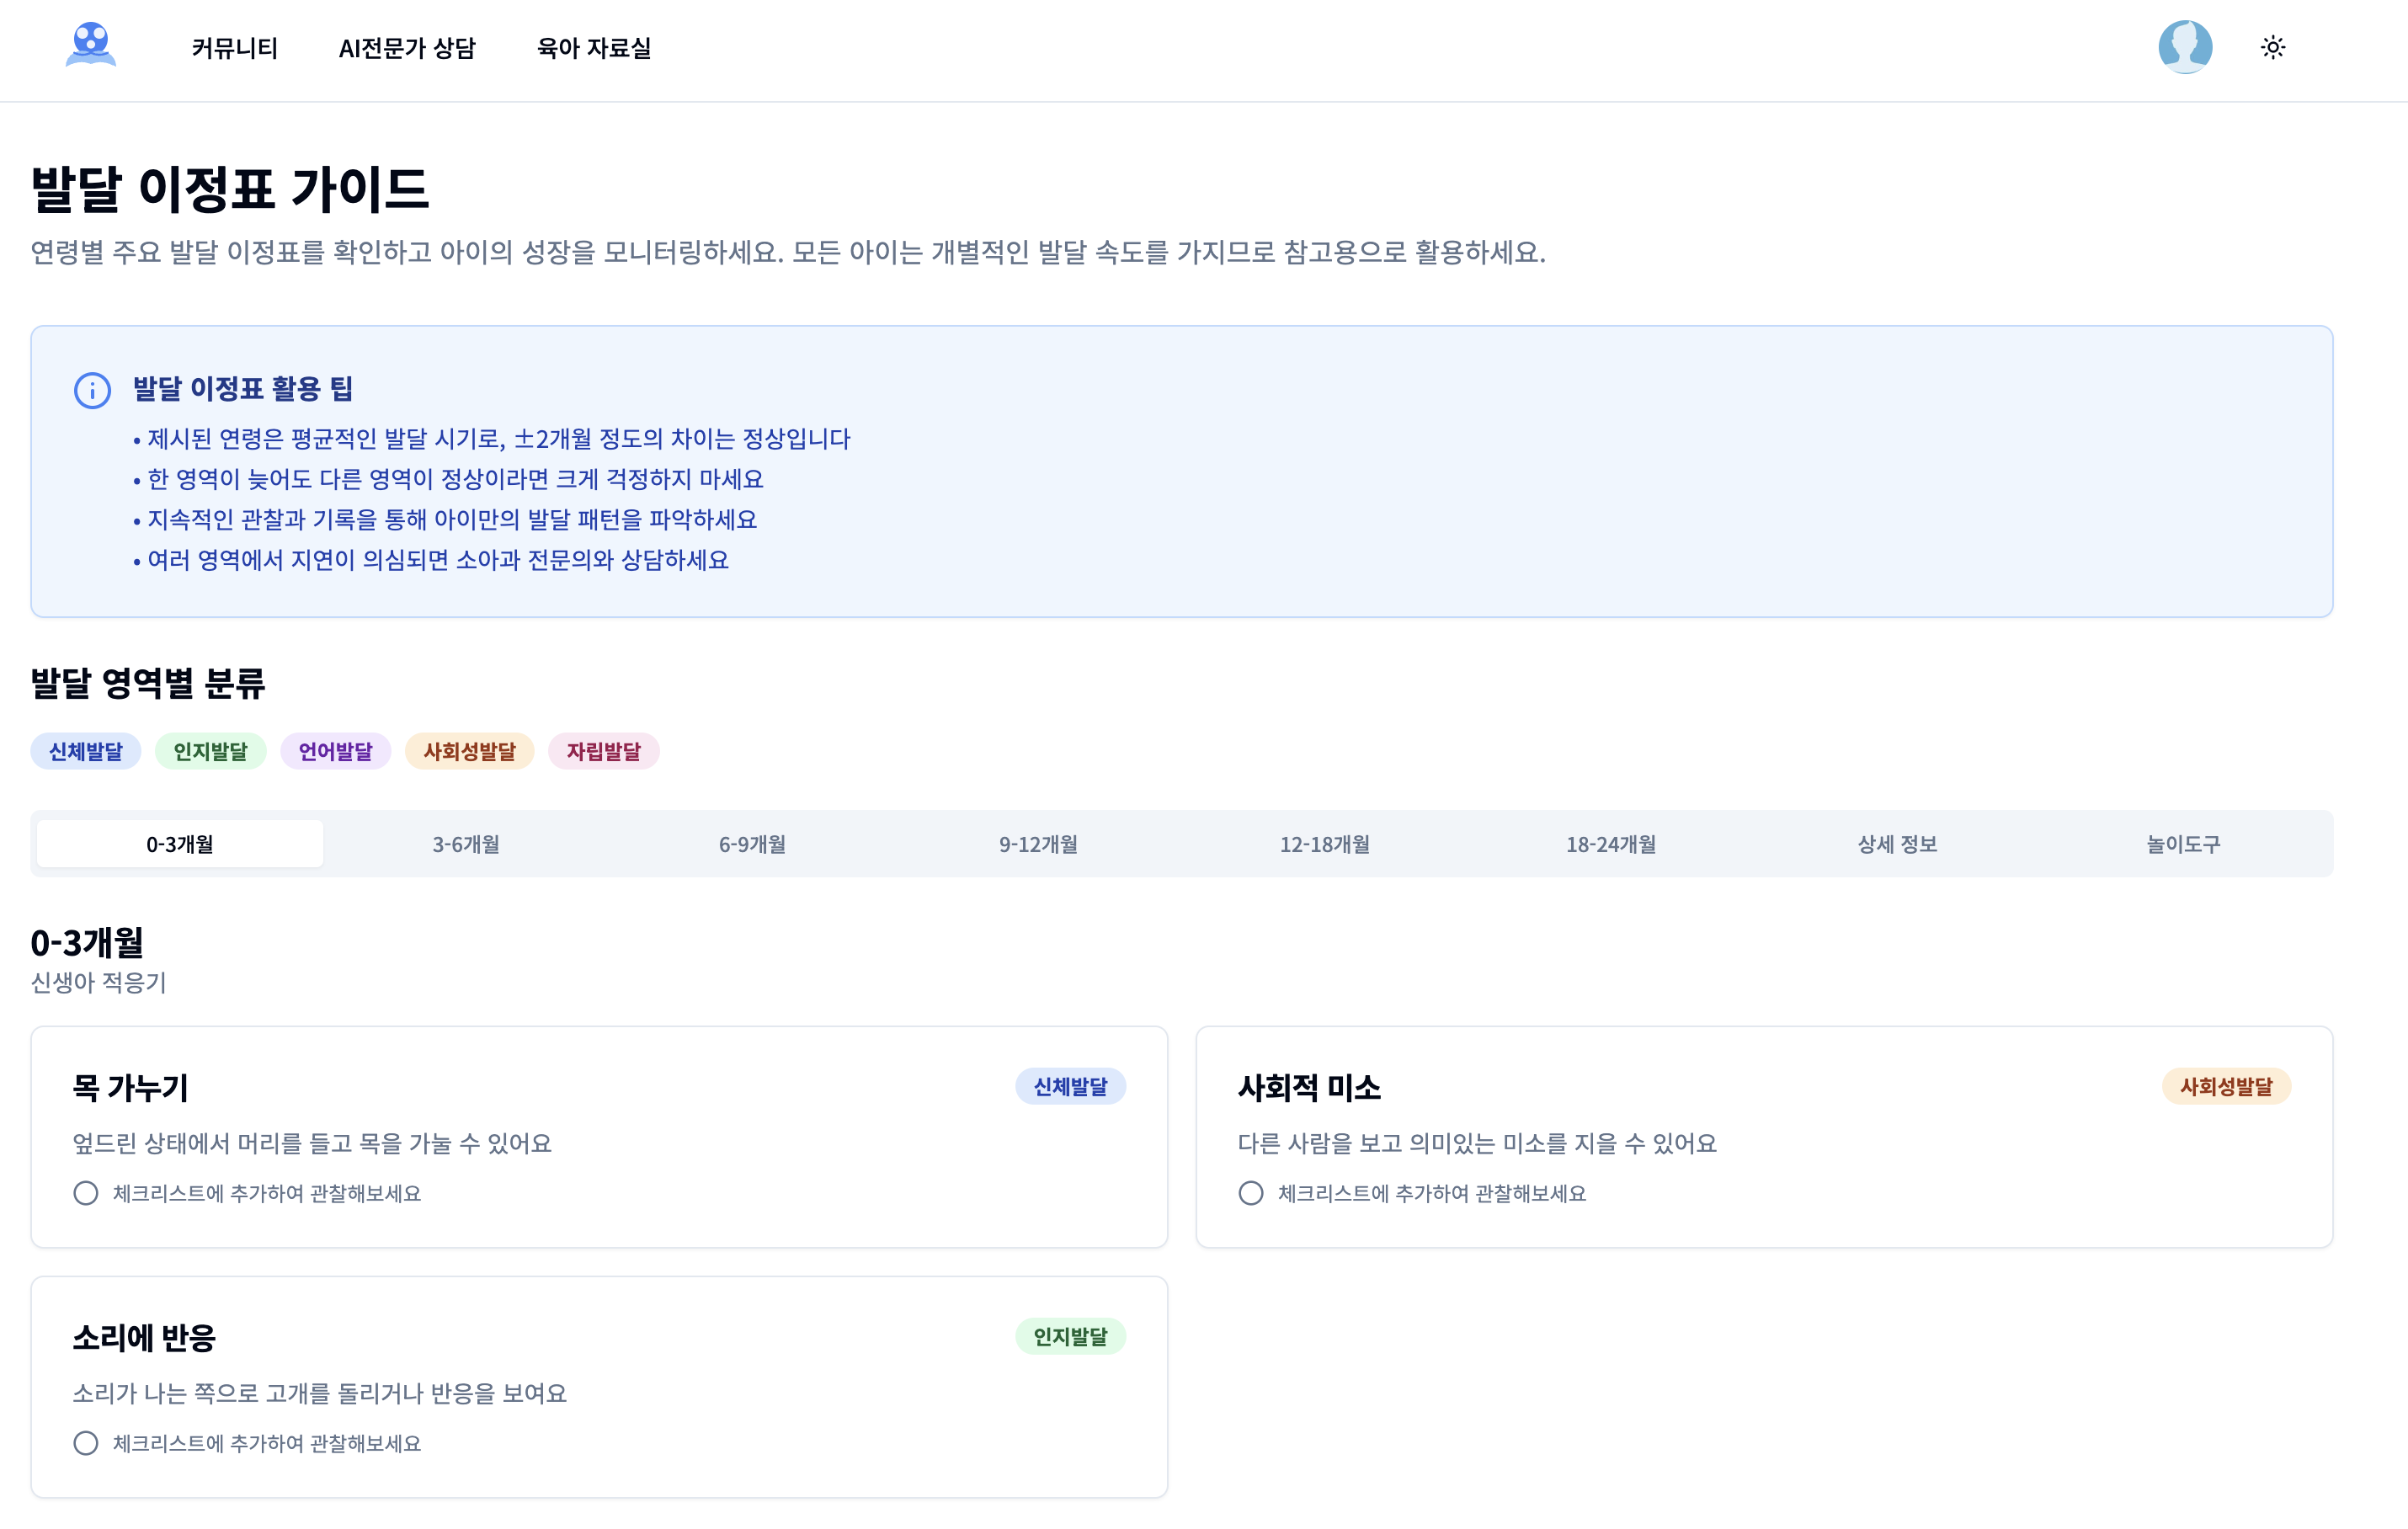 커뮤니티 AI전문가 상담 육아 자료실
발달 이정표 가이드
연령별 주요 발달 이정표를 확인하고 아이의 성장을 모니터링하세요. 모든 아이는 개별적인 발달 속도를 가지므로 참고용으로 활용하세요.
발달 이정표 활용 팁
• 제시된 연령은 평균적인 발달 시기로, ±2개월 정도의 차이는 정상입니다
• 한 영역이 늦어도 다른 영역이 정상이라면 크게 걱정하지 마세요
• 지속적인 관찰과 기록을 통해 아이만의 발달 패턴을 파악하세요
• 여러 영역에서 지연이 의심되면 소아과 전문의와 상담하세요
발달 영역별 분류
신체발달 인지발달 언어발달 사회성발달 자립발달
0-3개월 3-6개월 6-9개월 9-12개월 12-18개월 18-24개월 상세 정보 놀이도구
0-3개월
신생아 적응기
목 가누기 신체발달
엎드린 상태에서 머리를 들고 목을 가눌 수 있어요
체크리스트에 추가하여 관찰해보세요
사회적 미소 사회성발달
다른 사람을 보고 의미있는 미소를 지을 수 있어요
체크리스트에 추가하여 관찰해보세요
소리에 반응 인지발달
소리가 나는 쪽으로 고개를 돌리거나 반응을 보여요
체크리스트에 추가하여 관찰해보세요